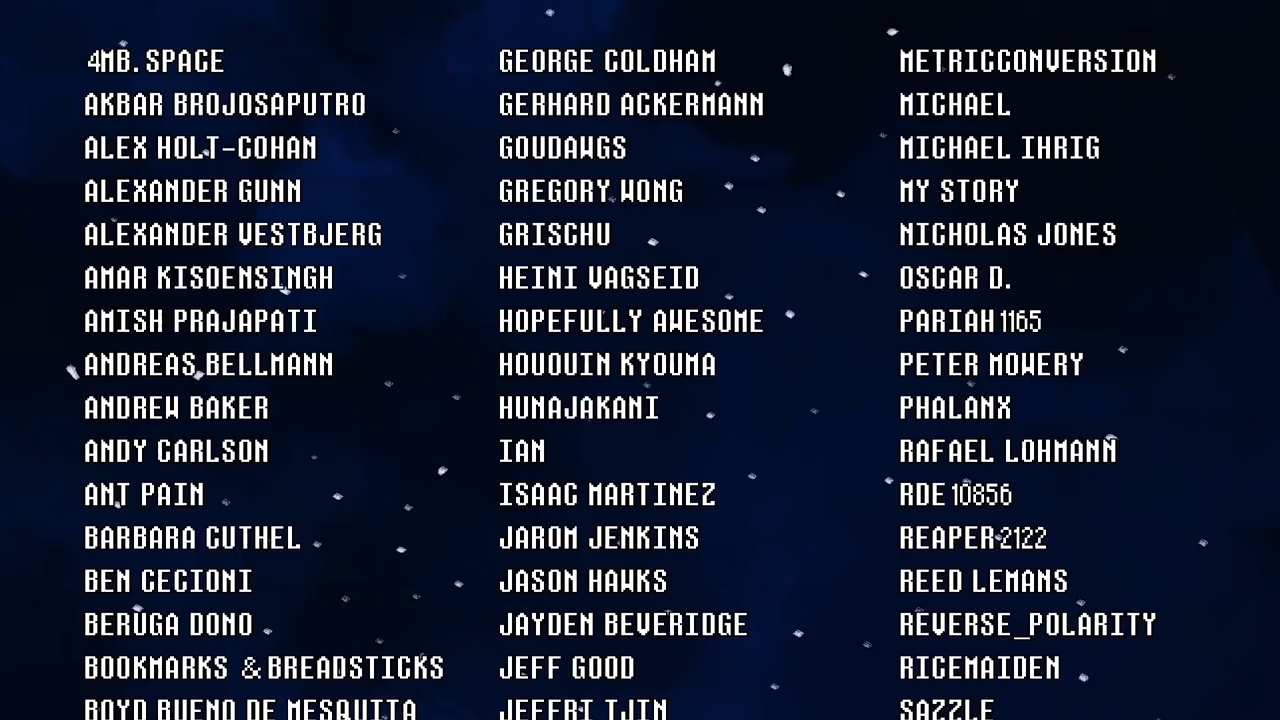 4MB.SPACE
AKBAR BROJOSAPUTRO
ALEX HOLT-COHAN
ALEXANDER GUNN
ALEXANDER VESTBJERG
AMAR KISOENSINGH
AMISH PRAJAPATI
ANDREAS BELLMANN
ANDREW BAKER
ANDY CARLSON
ANT PAIN
BARBARA CUTHEL
BEN CECIONI
BERUGA DONO
BOOKMARKS & BREADSTICKS
BOYD BUENO DE MESQUITA
GEORGE COLDHAM
GERHARD ACKERMANN
GOUDAWGS
GREGORY WONG
GRISCHU
HEINI VAGSEID
HOPEFULLY AWESOME
HOUOUIN KYOUMA
HUNAJAKANI
IAN
ISAAC MARTINEZ
JAROM JENKINS
JASON HAWKS
JAYDEN BEVERIDGE
JEFF GOOD
JEFFRI TJIN
METRICCONVERSION
MICHAEL
MICHAEL IHRIG
MY STORY
NICHOLAS JONES
OSCAR D.
PARIAH1165
PETER MOWERY
PHALANX
RAFAEL LOHMANN
RDE10856
REAPER2122
REED LEMANS
REVERSE_POLARITY
RICEMAIDEN
SAZZLE